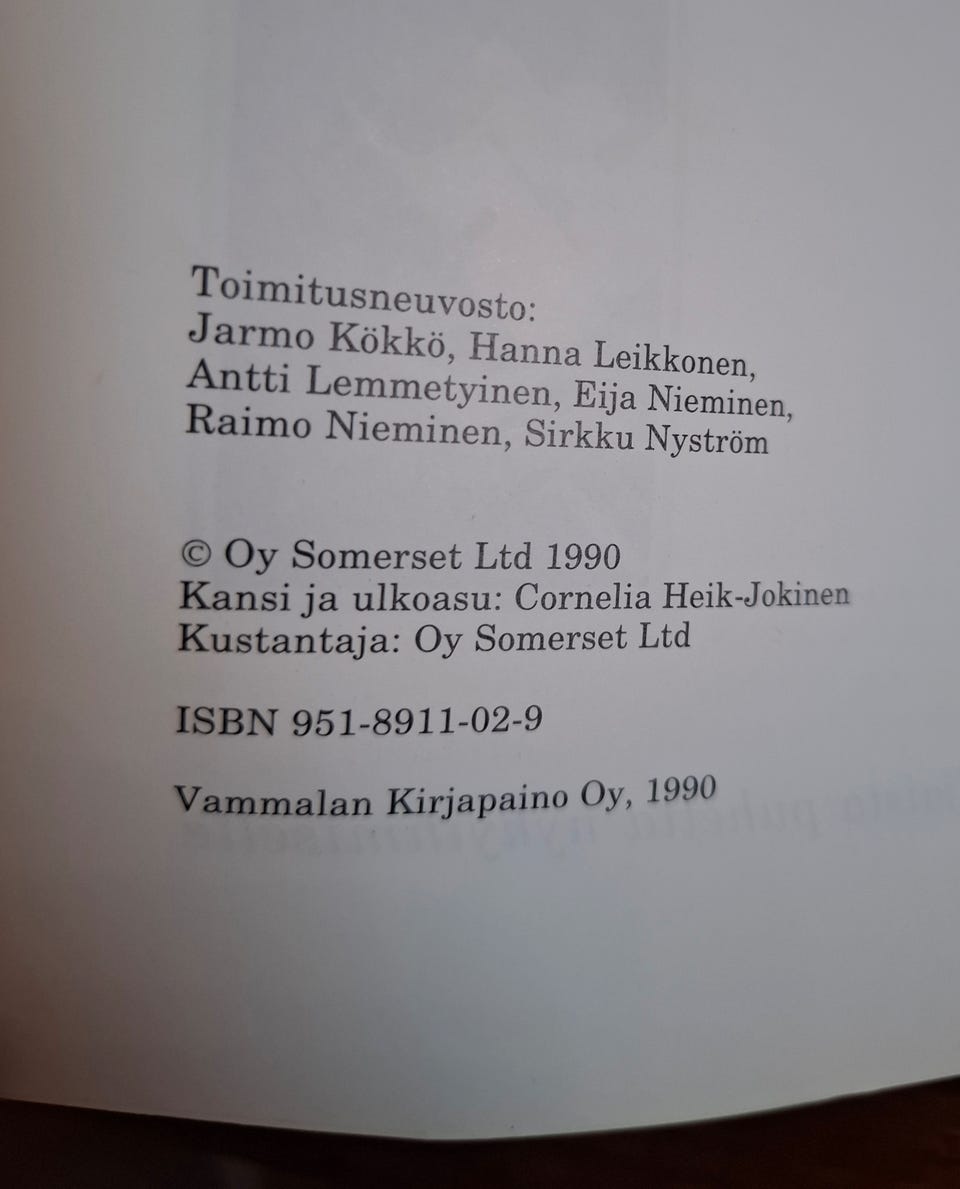 Toimitusneuvosto:
Jarmo Kökkö, Hanna Leikkonen,
Antti Lemmetyinen, Eija Nieminen,
Raimo Nieminen, Sirkku Nyström
© Oy Somerset Ltd 1990
Kansi ja ulkoasu: Cornelia Heik-Jokinen
Kustantaja: Oy Somerset Ltd
ISBN 951-8911-02-9
Vammalan Kirjapaino Oy, 1990